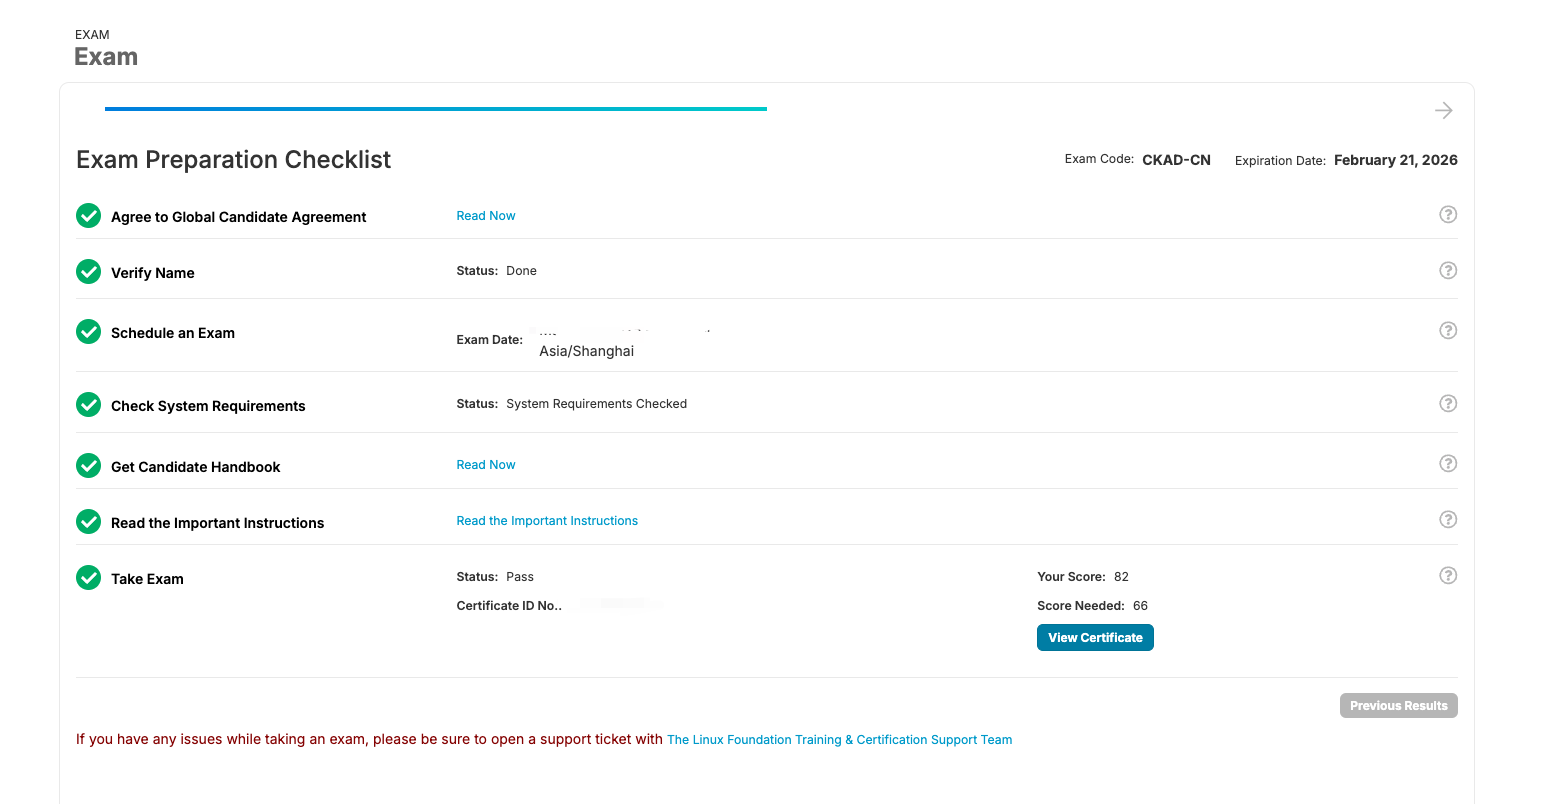 EXAM
Exam
Exam Preparation Checklist
Exam Code: CKAD-CN Expiration Date: February 21, 2026
Agree to Global Candidate Agreement Read Now
Verify Name Status: Done
Schedule an Exam Exam Date:
Asia/Shanghai
Check System Requirements Status: System Requirements Checked
Get Candidate Handbook Read Now
Read the Important Instructions Read the Important Instructions
Take Exam Status: Pass Your Score: 82
Certificate ID No.. Score Needed: 66
View Certificate
Previous Results
If you have any issues while taking an exam, please be sure to open a support ticket with The Linux Foundation Training & Certification Support Team